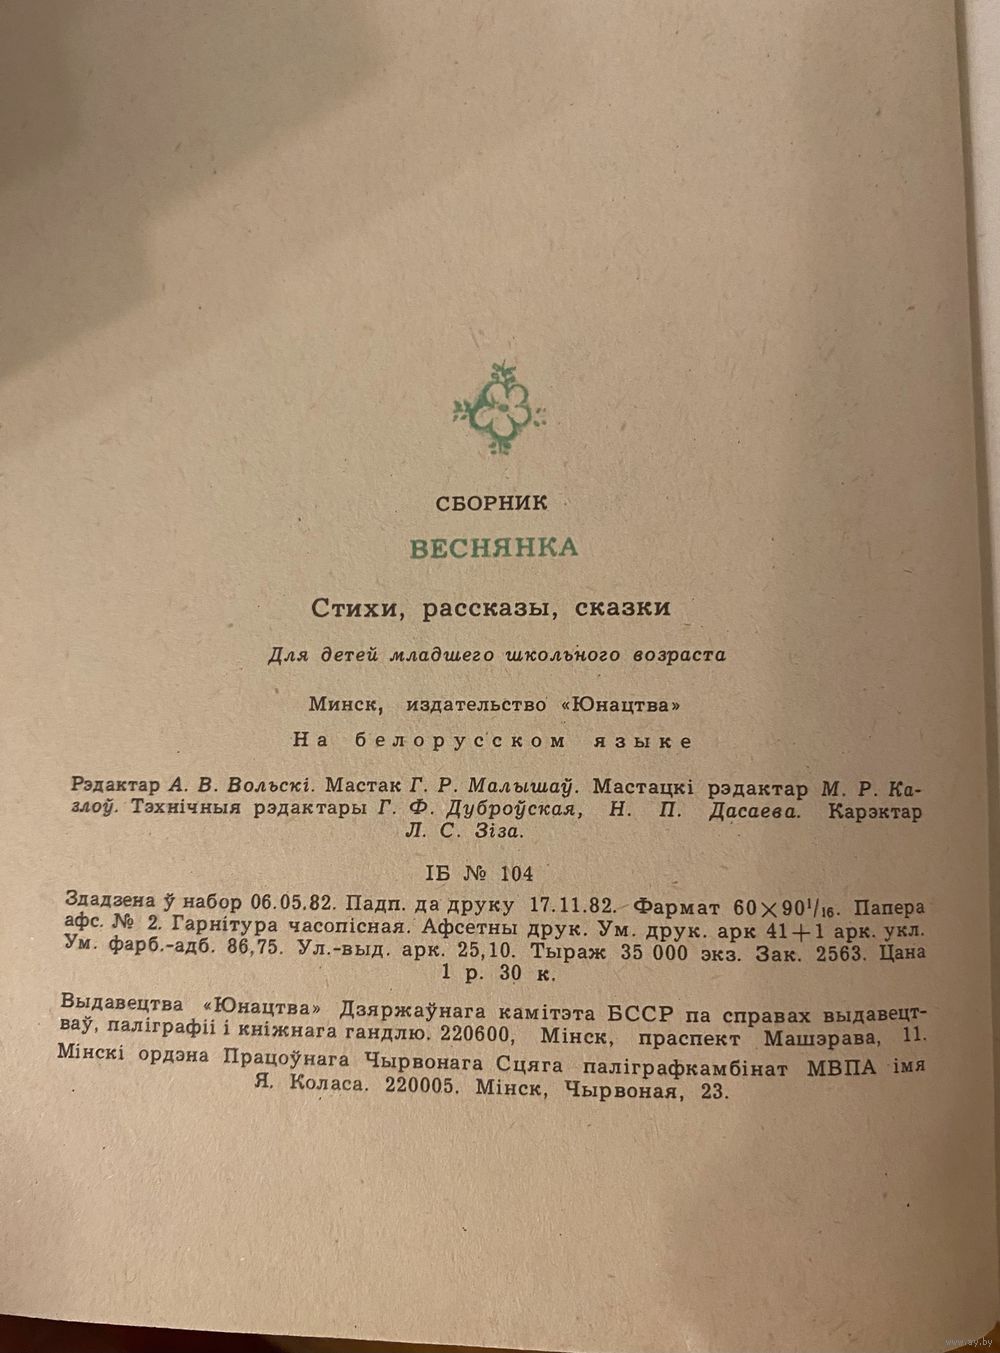 СБОРНИК
ВЕСНЯНКА
Стихи, рассказы, сказки
Для детей младшего школьного возраста
Минск, издательство «Юнацтва»
На белорусском языке
Рэдактар А. В. Вольскі. Мастак Г. Р. Малышаў. Мастацкі рэдактар М. Р. Ка-
злоў. Тэхнічныя рэдактары Г. Ф. Дуброўская, Н. П. Дасаева. Карэктар
Л. С. Зіза.
ІБ № 104
Здадзена ў набор 06.05.82. Падп. да друку 17.11.82. Фармат 60×90¹/₁₆. Папера
афс. № 2. Гарнітура часопісная. Афсетны друк. Ум. друк. арк 41+1 арк. укл.
Ум. фарб.-адб. 86,75. Ул.-выд. арк. 25,10. Тыраж 35 000 экз. Зак. 2563. Цана
1 р. 30 к.
Выдавецтва «Юнацтва» Дзяржаўнага камітэта БССР па справах выдавецт-
ваў, паліграфіі і кніжнага гандлю. 220600, Мінск, праспект Машэрава, 11.
Мінскі ордэна Працоўнага Чырвонага Сцяга паліграфкамбінат МВПА імя
Я. Коласа. 220005. Мінск, Чырвоная, 23.
www.ay.by